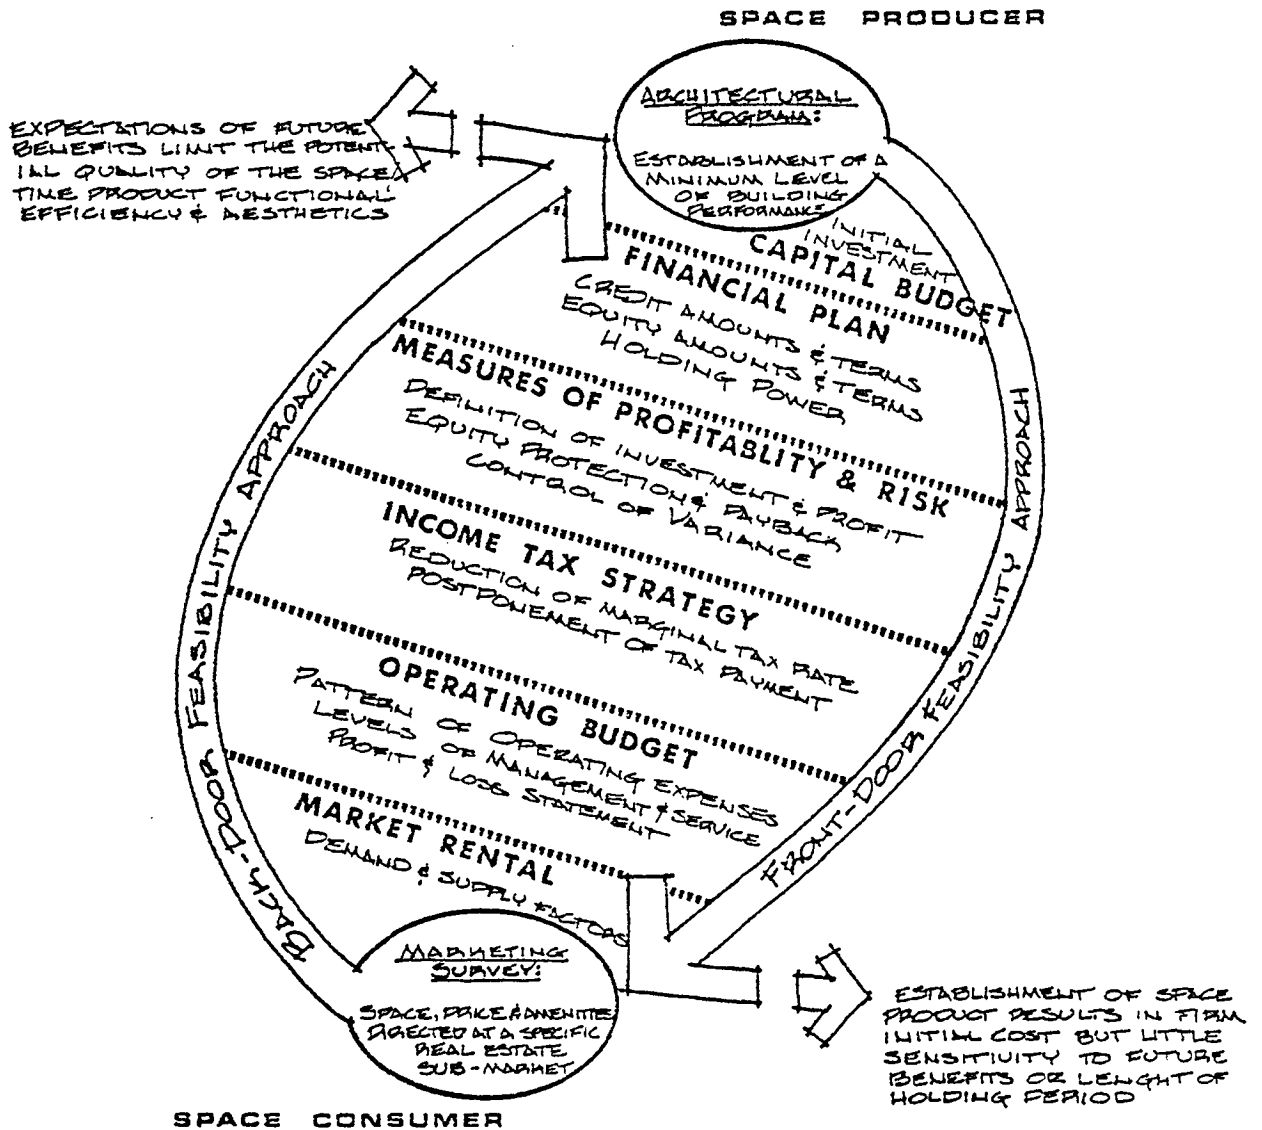 SPACE PRODUCER
ARCHITECTURAL
PROGRAM:
ESTABLISHMENT OF A
MINIMUM LEVEL
OF BUILDING
PERFORMANCE
EXPECTATIONS OF FUTURE
BENEFITS LIMIT THE POTENT-
IAL QUALITY OF THE SPACE
TIME PRODUCT FUNCTIONAL
EFFICIENCY & AESTHETICS
INITIAL
INVESTMENT
CAPITAL BUDGET
FINANCIAL PLAN
CREDIT AMOUNTS & TERMS
EQUITY AMOUNTS & TERMS
HOLDING POWER
MEASURES OF PROFITABLITY & RISK
DEFINITION OF INVESTMENT & PROFIT
EQUITY PROTECTION & PAYBACK
CONTROL OF VARIANCE
INCOME TAX STRATEGY
REDUCTION OF MARGINAL TAX RATE
POSTPONEMENT OF TAX PAYMENT
OPERATING BUDGET
PATTERN OF OPERATING EXPENSES
LEVELS OF MANAGEMENT & SERVICE
PROFIT & LOSS STATEMENT
MARKET RENTAL
DEMAND & SUPPLY FACTORS
BACK-DOOR FEASIBILITY APPROACH
FRONT-DOOR FEASIBILITY APPROACH
MARKETING
SURVEY:
SPACE, PRICE & AMENITIE
DIRECTED AT A SPECIFIC
REAL ESTATE
SUB-MARKET
ESTABLISHMENT OF SPACE
PRODUCT RESULTS IN FIRM
INITIAL COST BUT LITTLE
SENSITIUITY TO FUTURE
BENEFITS OR LENGHT OF
HOLDING PERIOD
SPACE CONSUMER